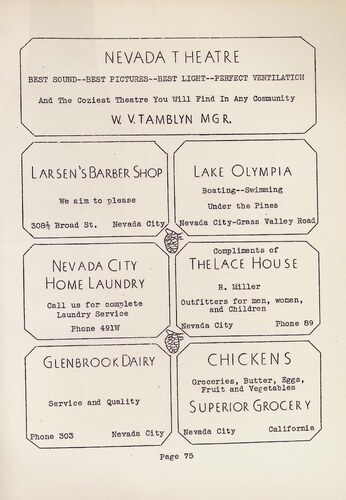 NEVADA THEATRE
BEST SOUND--BEST PICTURES--BEST LIGHT--PERFECT VENTILATION
And The Coziest Theatre You Will Find In Any Community
W. V. TAMBLYN MGR.
LARSEN'S BARBER SHOP
We aim to please
308½ Broad St. Nevada City
LAKE OLYMPIA
Boating--Swimming
Under the Pines
Nevada City-Grass Valley Road
NEVADA CITY
HOME LAUNDRY
Call us for complete
Laundry Service
Phone 491W
Compliments of
THE LACE HOUSE
R. Miller
Outfitters for men, women,
and Children
Nevada City Phone 89
GLENBROOK DAIRY
Service and Quality
Phone 303 Nevada City
CHICKENS
Groceries, Butter, Eggs,
Fruit and Vegetables
SUPERIOR GROCERY
Nevada City California
Page 75